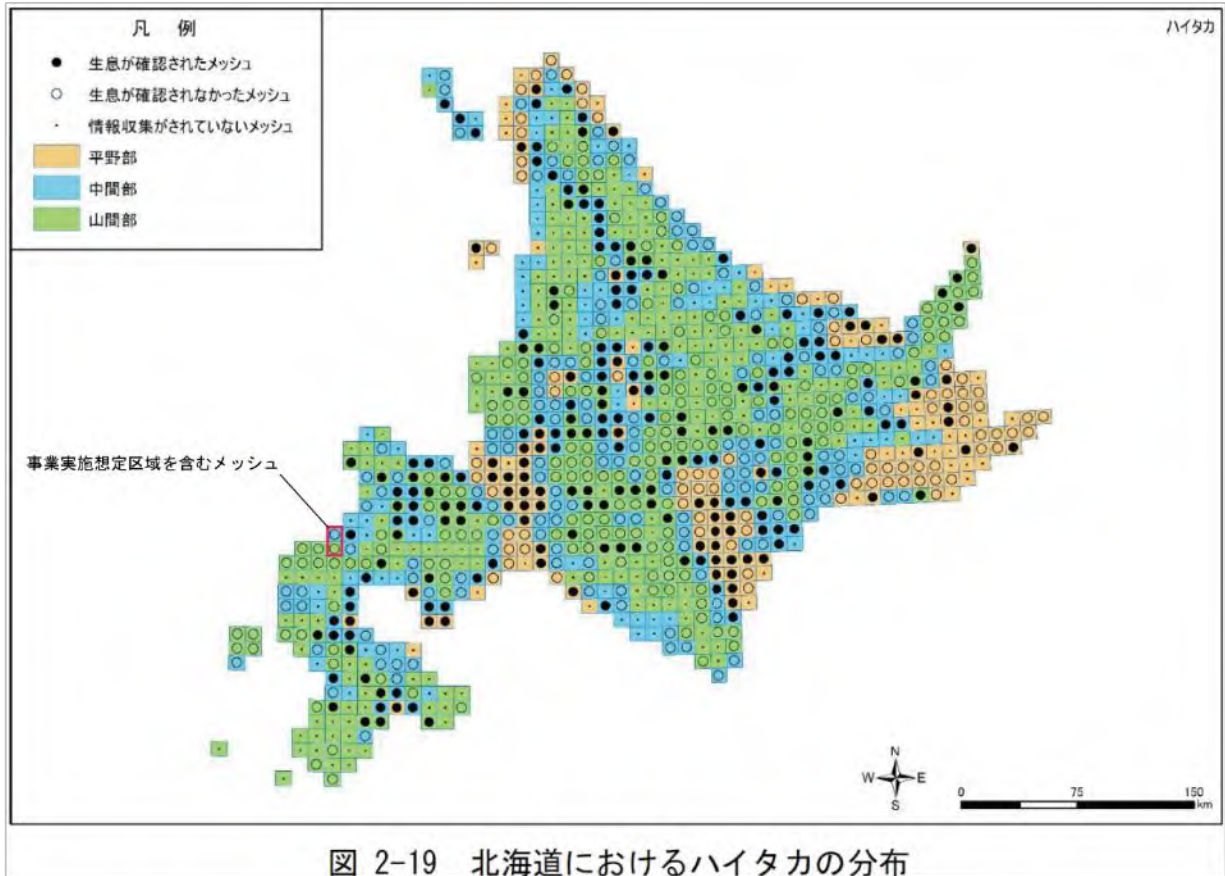 凡 例
ハイタカ
● 生息が確認されたメッシュ
○ 生息が確認されなかったメッシュ
・ 情報収集がされていないメッシュ
平野部
中間部
山間部
事業実施想定区域を含むメッシュ
N
W E
S
0 75 150
km
図 2-19 北海道におけるハイタカの分布